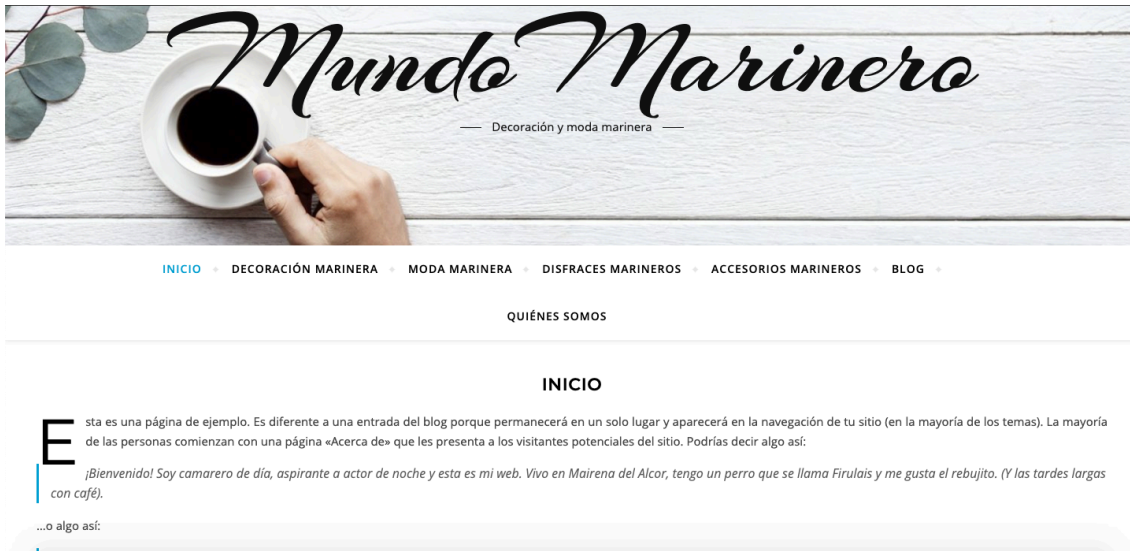 Mundo Marinero
Decoración y moda marinera
INICIO
DECORACIÓN MARINERA
MODA MARINERA
DISFRACES MARINEROS
ACCESORIOS MARINEROS
BLOG
QUIÉNES SOMOS
INICIO
Esta es una página de ejemplo. Es diferente a una entrada del blog porque permanecerá en un solo lugar y aparecerá en la navegación de tu sitio (en la mayoría de los temas). La mayoría
de las personas comienzan con una página «Acerca de» que les presenta a los visitantes potenciales del sitio. Podrías decir algo así:
¡Bienvenido! Soy camarero de día, aspirante a actor de noche y esta es mi web. Vivo en Mairena del Alcor, tengo un perro que se llama Firulais y me gusta el rebujito. (Y las tardes largas
con café).
...o algo así: